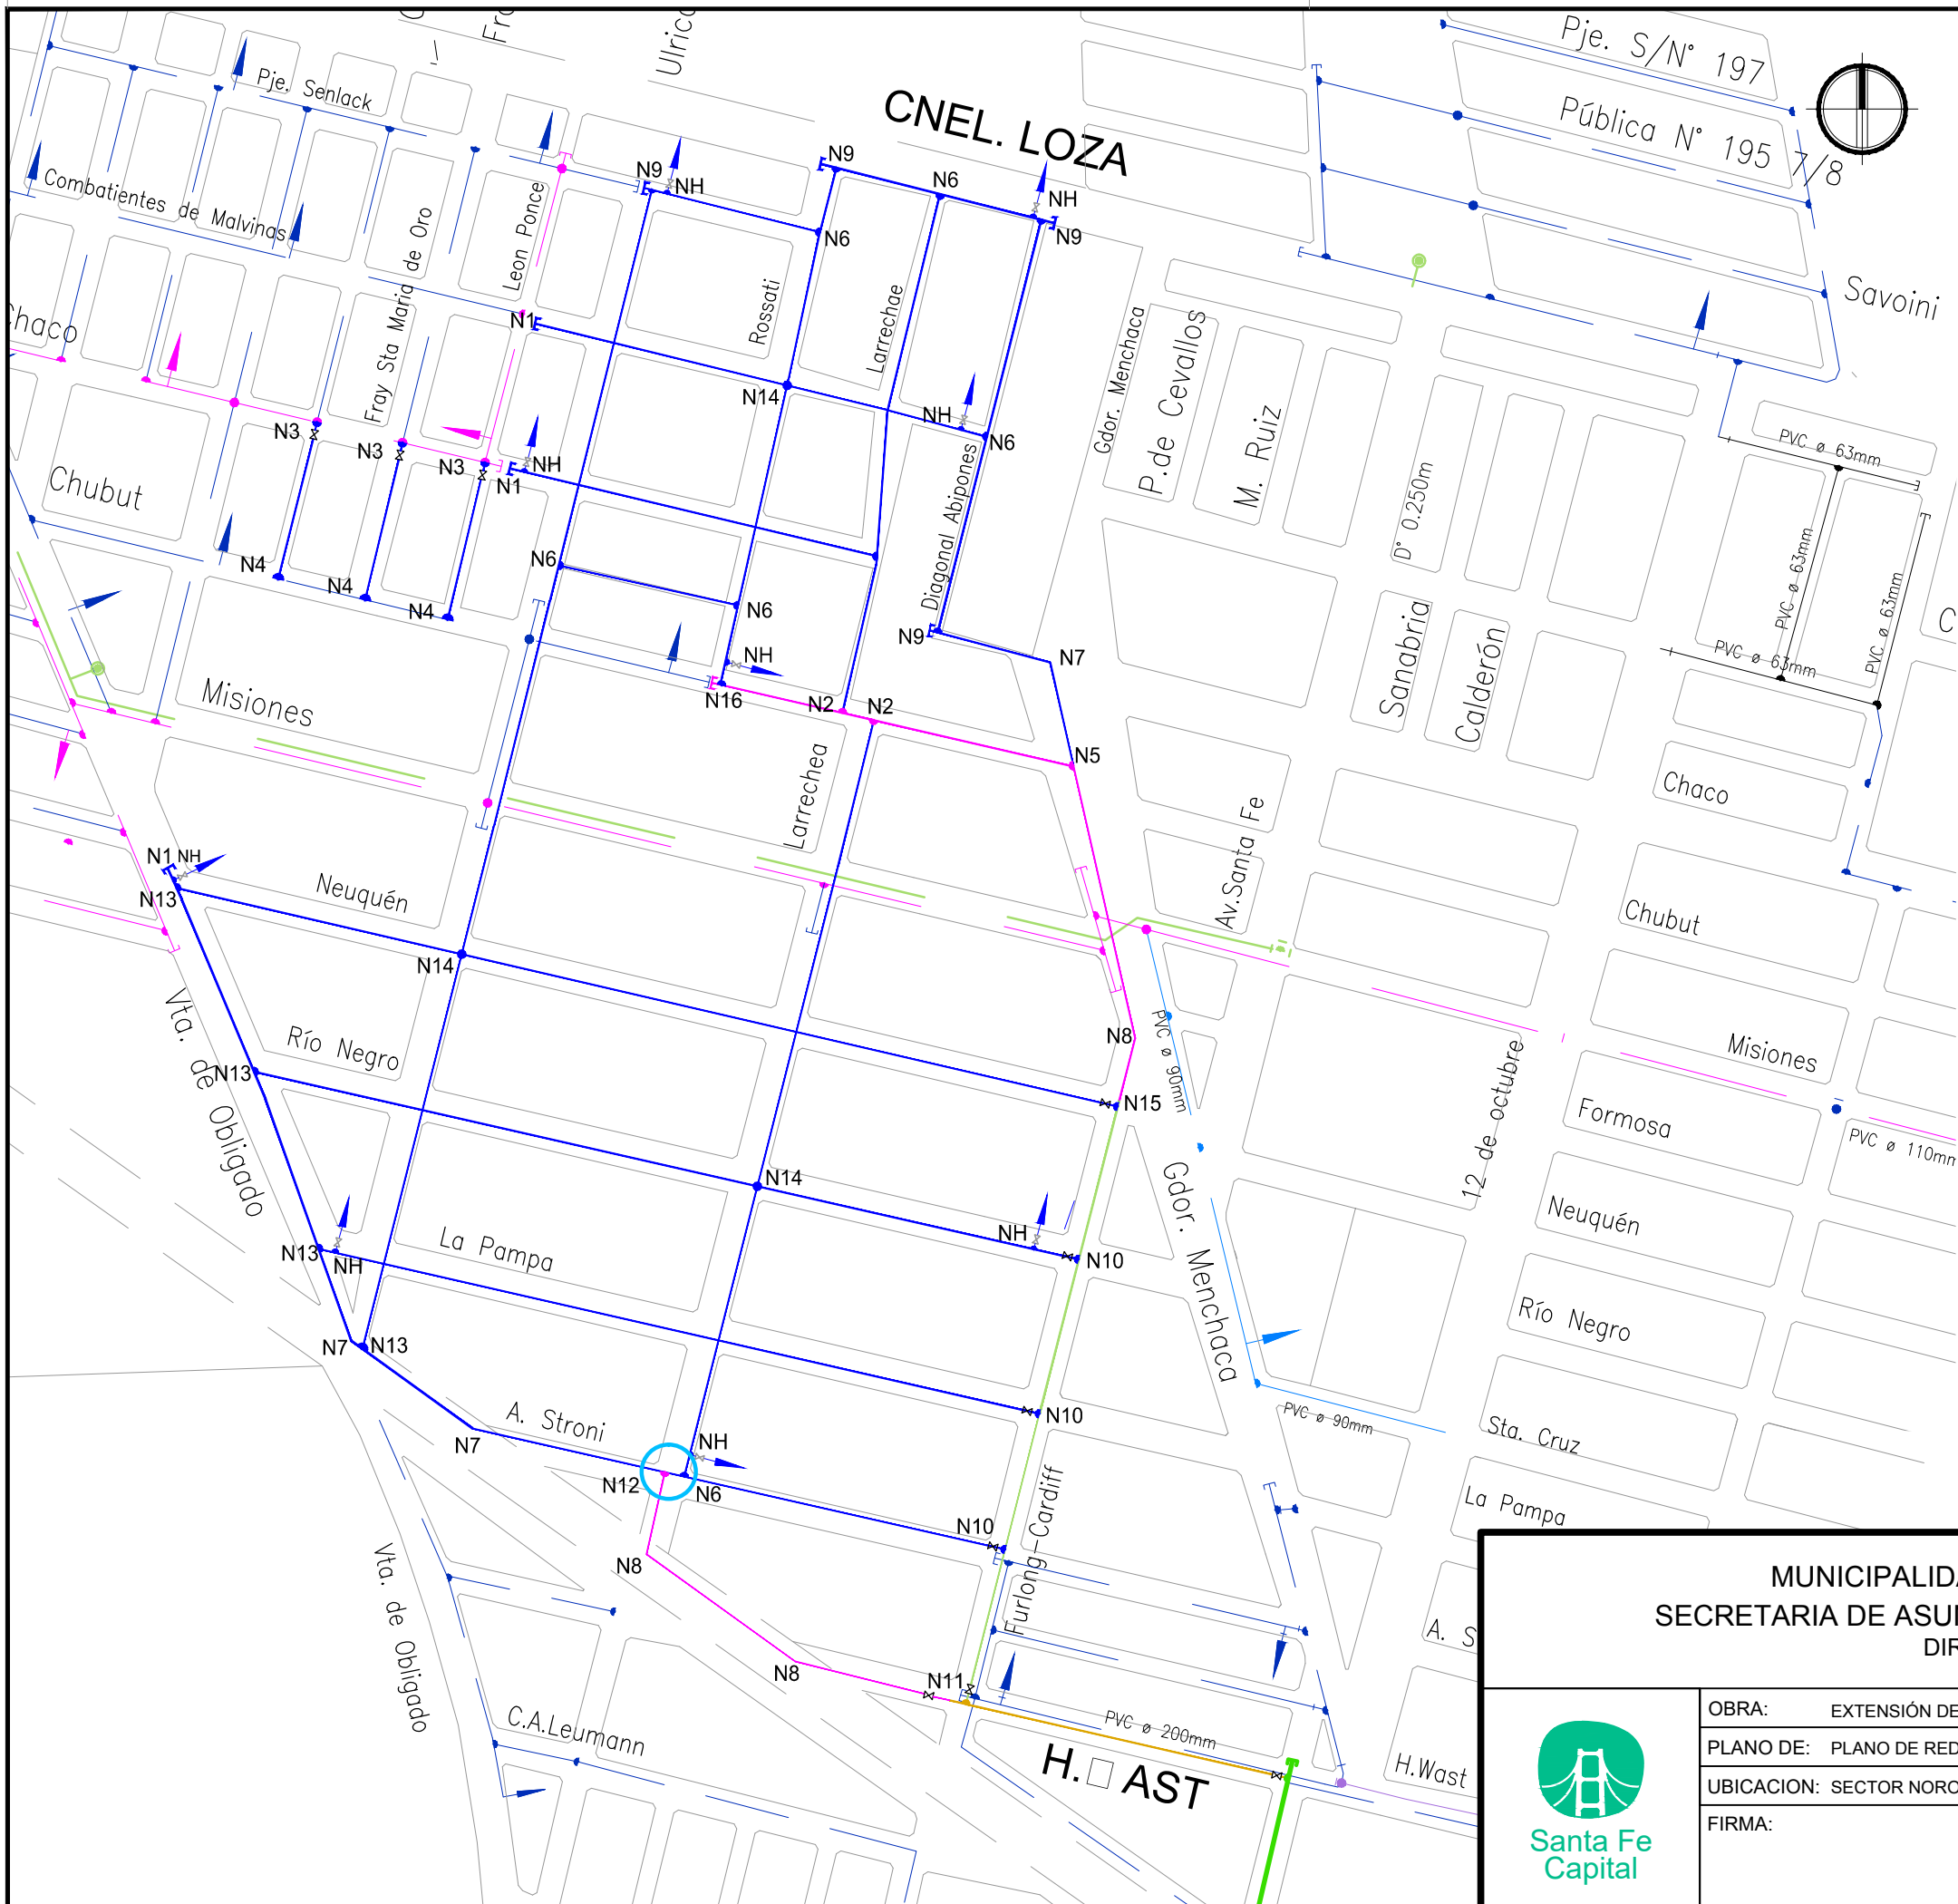 Pje. S/N° 197
Pública N° 195 7/8
Ulric
CNEL. LOZA
Pje. Senlack
Combatientes de Malvinas
Fray Sta Maria de Oro
Leon Ponce
N9
NH
N9
N6
NH
N9
N6
Rossati
Larrechae
Gdor. Menchaca
P.de Cevallos
M. Ruiz
Savoini
Chaco
N1
N14
NH
N6
N3
N3
N3
NH
N1
Chubut
Diagonal Abipones
D° 0.250m
PVC ø 63mm
PVC ø 63mm
PVC ø 63mm
PVC ø 63mm
N4
N4
N4
N6
N6
N9
N7
NH
N16
N2
N2
N5
Sanabria
Calderón
Misiones
Larrechea
Chaco
Av.Santa Fe
Chubut
N1
NH
N13
Neuquén
N14
N8
N15
PVC ø 90mm
12 de octubre
Misiones
Formosa
PVC ø 110mm
Vta. de Obligado
Río Negro
N13
N14
NH
N10
Gdor. Menchaca
Neuquén
La Pampa
N13
NH
Río Negro
N7
N13
N10
PVC ø 90mm
Sta. Cruz
A. Stroni
N7
NH
N12
N6
N10
La Pampa
Furlong-Cardiff
N8
Vta. de Obligado
N8
N11
A. S
C.A.Leumann
PVC ø 200mm
H.□ AST
H.Wast
MUNICIPALIDA
SECRETARIA DE ASU
DIR
OBRA: EXTENSIÓN DE
PLANO DE: PLANO DE RED
UBICACION: SECTOR NORO
FIRMA:
Santa Fe
Capital